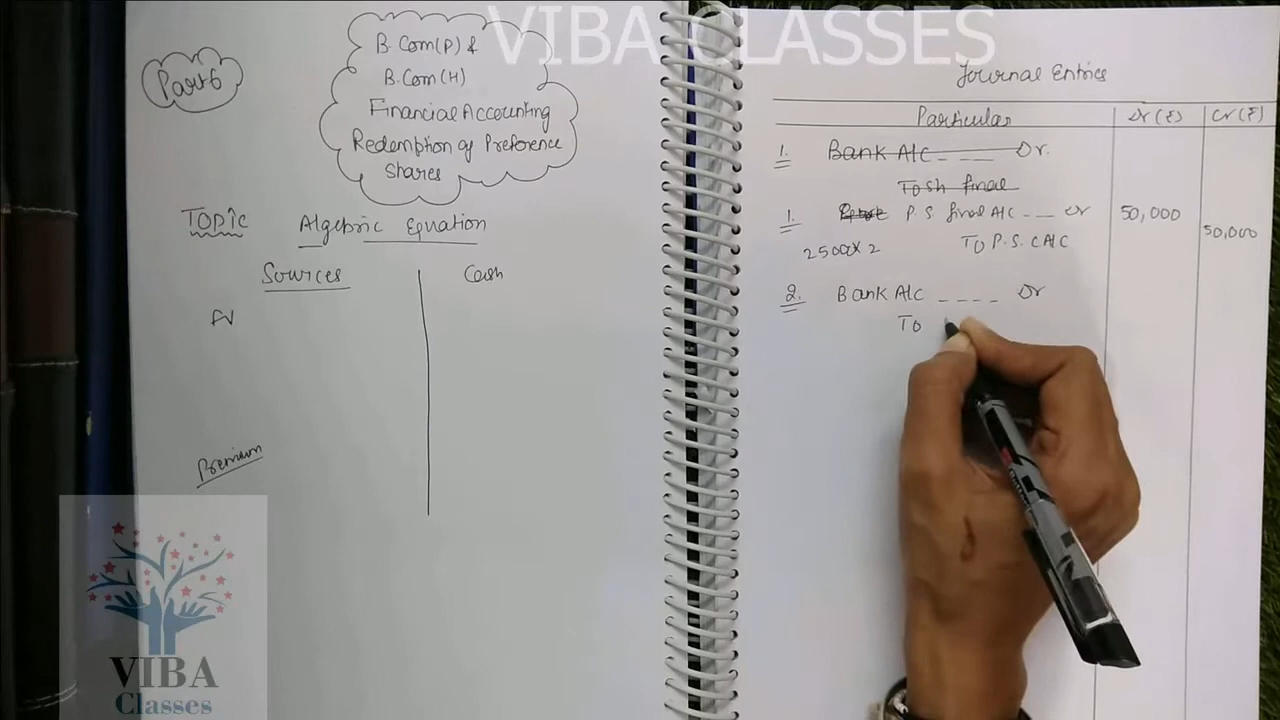 VIBA CLASSES
Part 6
B.Com(P) &
B.Com(H)
Financial Accounting
Redemption of Preference
Shares
TOPIC Algebric Equation
Sources Cash
FV
Premium
VIBA
Classes
Journal Entries
Particular Dr (₹) Cr (₹)
1. Bank A/C _ _ _ Dr.
To Sh final
1. P.S final A/C _ _ Dr 50,000
2500x2 To P.S.C A/C 50,000
2. Bank A/C _ _ _ _ Dr
To